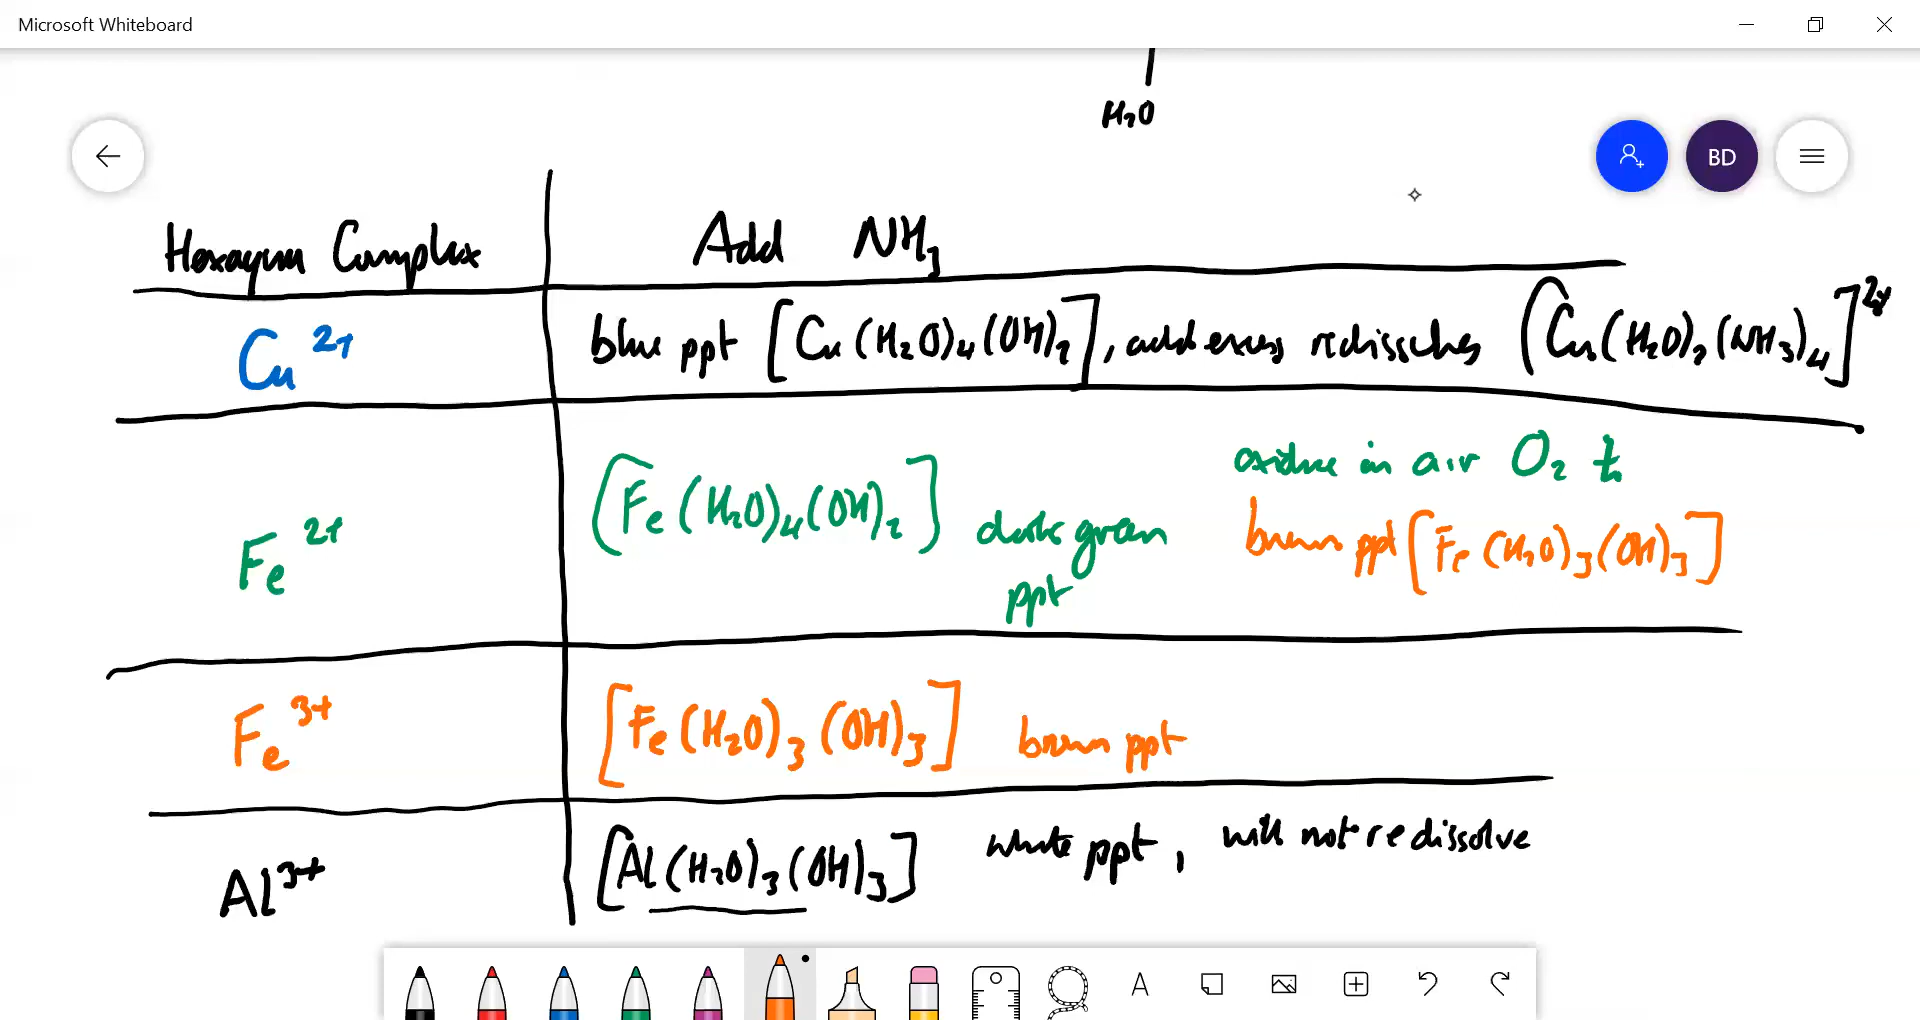 Microsoft Whiteboard
H₂O
BD
Hexaqua Complex Add NH₃
Cu²⁺ blue ppt [Cu(H₂O)₄(OH)₂], add excess redissolves [Cu(H₂O)₂(NH₃)₄]²⁺
oxidise in air O₂ to
Fe²⁺ [Fe(H₂O)₄(OH)₂] dark green brown ppt [Fe(H₂O)₃(OH)₃]
ppt
Fe³⁺ [Fe(H₂O)₃(OH)₃] brown ppt
Al³⁺ [Al(H₂O)₃(OH)₃] white ppt, will not redissolve
A